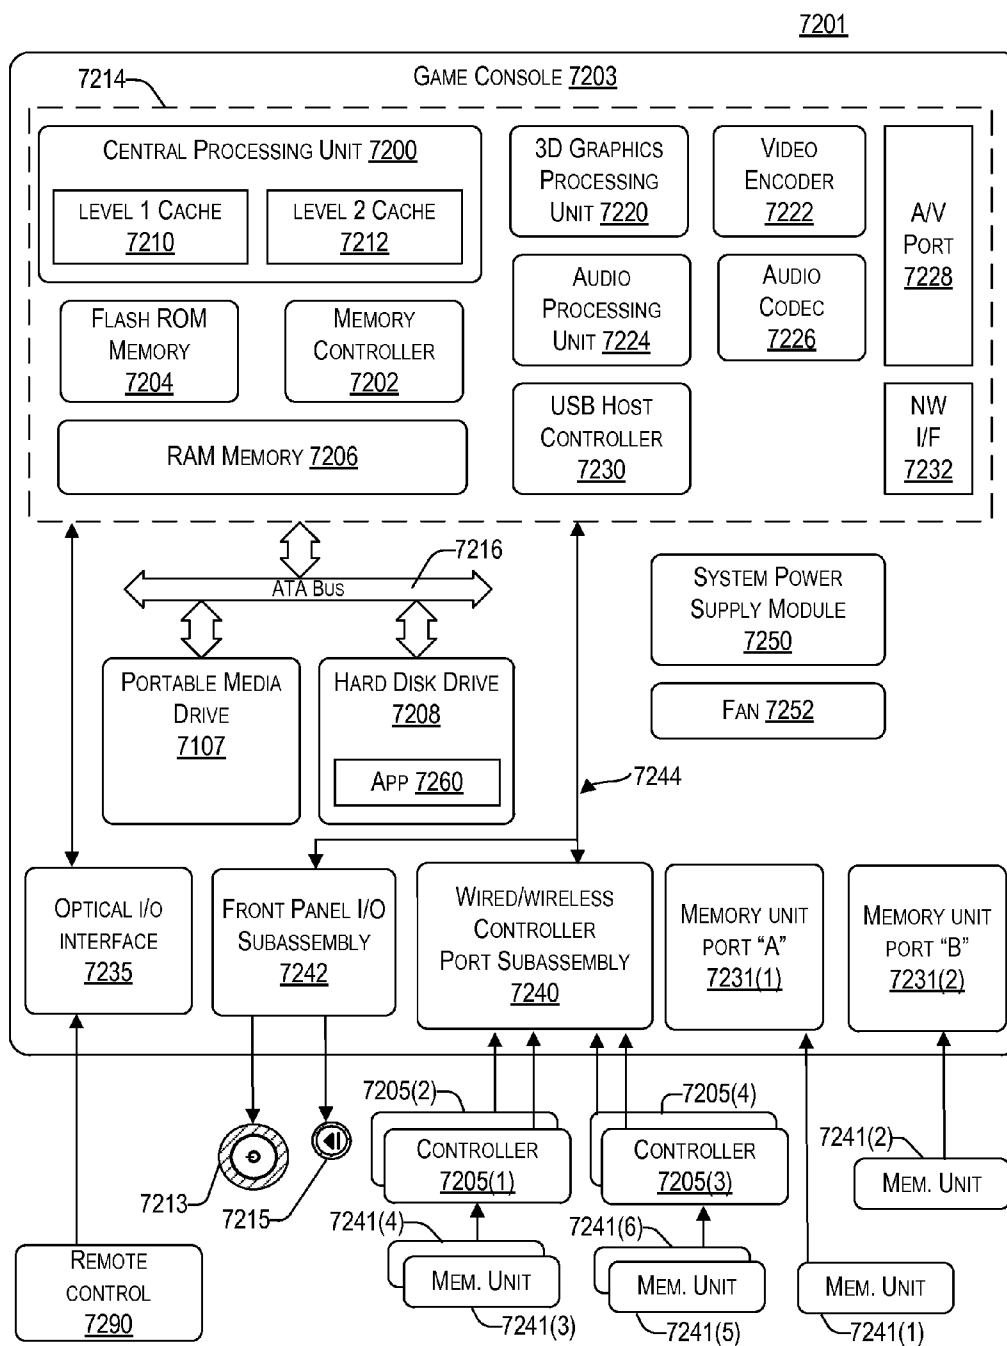 7201
7214
GAME CONSOLE 7203
CENTRAL PROCESSING UNIT 7200
LEVEL 1 CACHE
7210
LEVEL 2 CACHE
7212
3D GRAPHICS
PROCESSING
UNIT 7220
VIDEO
ENCODER
7222
A/V
PORT
7228
FLASH ROM
MEMORY
7204
MEMORY
CONTROLLER
7202
AUDIO
PROCESSING
UNIT 7224
AUDIO
CODEC
7226
RAM MEMORY 7206
USB HOST
CONTROLLER
7230
NW
I/F
7232
7216
ATA BUS
SYSTEM POWER
SUPPLY MODULE
7250
PORTABLE MEDIA
DRIVE
7107
HARD DISK DRIVE
7208
APP 7260
FAN 7252
7244
OPTICAL I/O
INTERFACE
7235
FRONT PANEL I/O
SUBASSEMBLY
7242
WIRED/WIRELESS
CONTROLLER
PORT SUBASSEMBLY
7240
MEMORY UNIT
PORT “A”
7231(1)
MEMORY UNIT
PORT “B”
7231(2)
7205(2)
7205(4)
CONTROLLER
7205(1)
CONTROLLER
7205(3)
7241(2)
MEM. UNIT
7213
7215
7241(4)
7241(6)
REMOTE
CONTROL
7290
MEM. UNIT
MEM. UNIT
MEM. UNIT
7241(3)
7241(5)
7241(1)